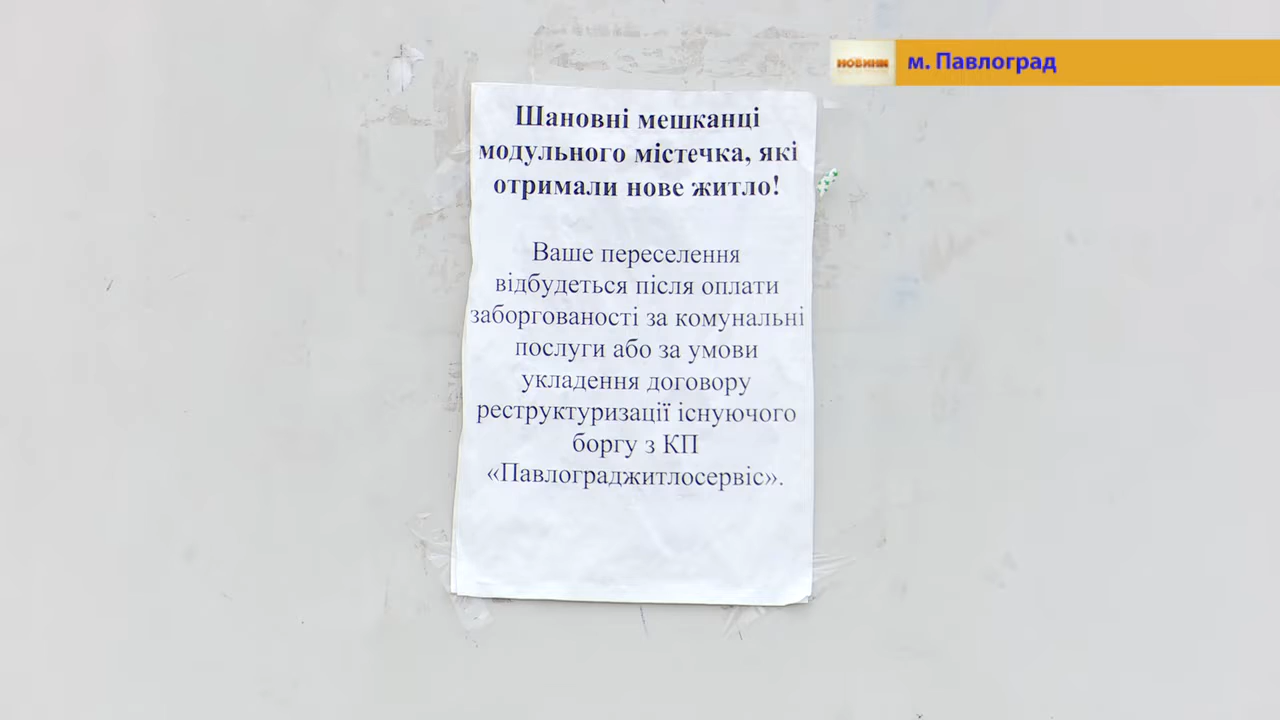 НОВИНИ
м. Павлоград
Шановні мешканці
модульного містечка, які
отримали нове житло!
Ваше переселення
відбудеться після оплати
заборгованості за комунальні
послуги або за умови
укладення договору
реструктуризації існуючого
боргу з КП
«Павлограджитлосервіс».